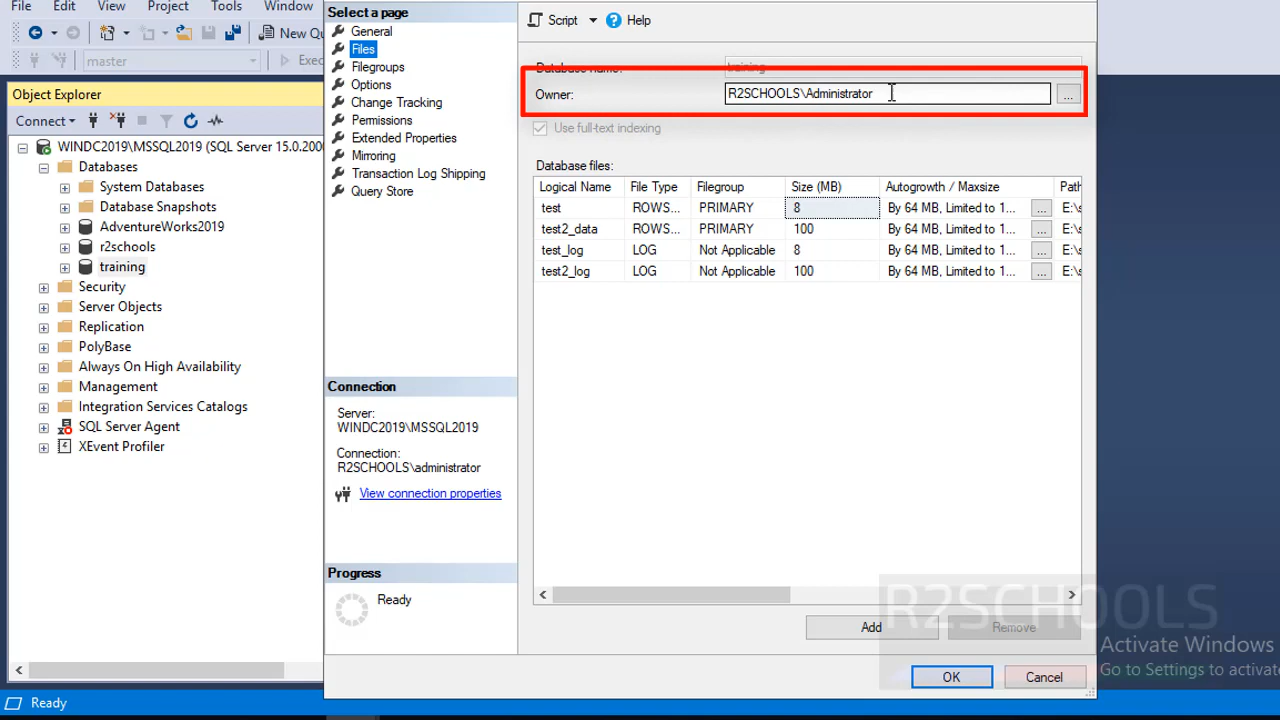 File Edit View Project Tools Window
New Qu
master
Exec
Object Explorer
Connect
WINDC2019\MSSQL2019 (SQL Server 15.0.2000
Databases
System Databases
Database Snapshots
AdventureWorks2019
r2schools
training
Security
Server Objects
Replication
PolyBase
Always On High Availability
Management
Integration Services Catalogs
SQL Server Agent
XEvent Profiler
Ready
Select a page
General
Files
Filegroups
Options
Change Tracking
Permissions
Extended Properties
Mirroring
Transaction Log Shipping
Query Store
Connection
Server:
WINDC2019\MSSQL2019
Connection:
R2SCHOOLS\administrator
View connection properties
Progress
Ready
Script Help
Database name: training
Owner: R2SCHOOLS\Administrator ...
Use full-text indexing
Database files:
Logical Name File Type Filegroup Size (MB) Autogrowth / Maxsize Path
test ROWS... PRIMARY 8 By 64 MB, Limited to 1... ... E:\s
test2_data ROWS... PRIMARY 100 By 64 MB, Limited to 1... ... E:\s
test_log LOG Not Applicable 8 By 64 MB, Limited to 1... ... E:\s
test2_log LOG Not Applicable 100 By 64 MB, Limited to 1... ... E:\s
Add Remove
OK Cancel
R2SCHOOLS
Activate Windows
Go to Settings to activate